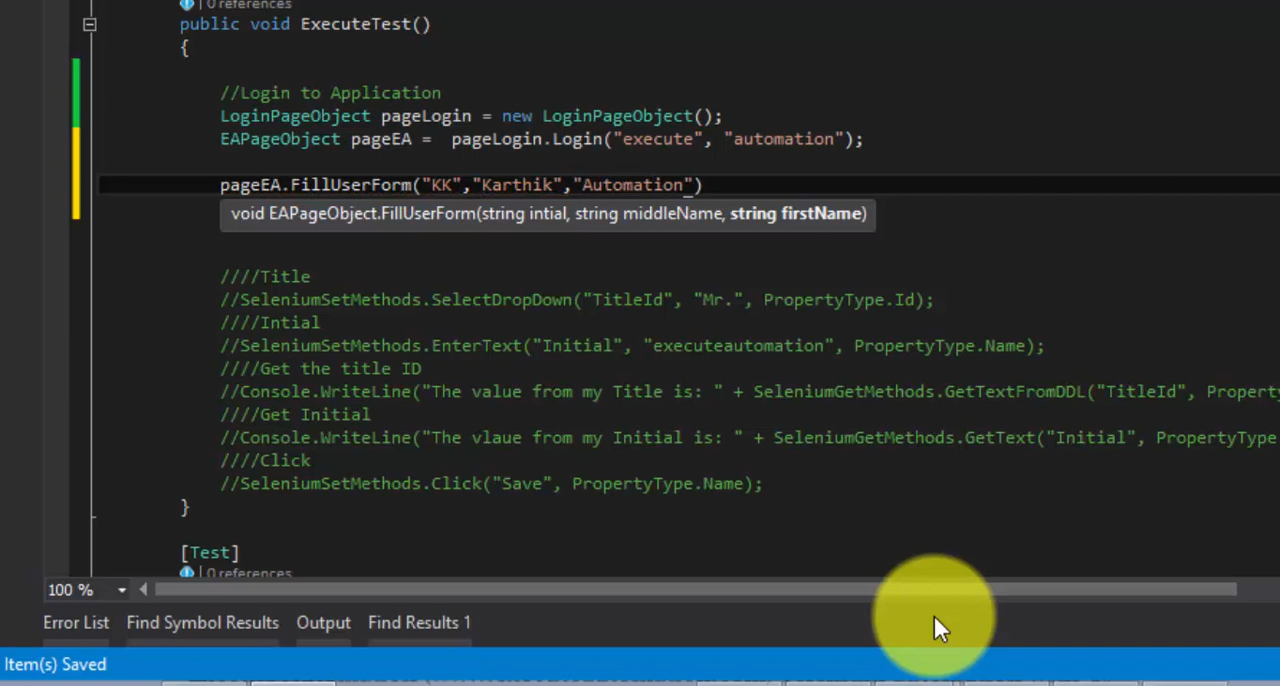 0 references
public void ExecuteTest()
{
//Login to Application
LoginPageObject pageLogin = new LoginPageObject();
EAPageObject pageEA =  pageLogin.Login("execute", "automation");
pageEA.FillUserForm("KK","Karthik","Automation")
void EAPageObject.FillUserForm(string intial, string middleName, string firstName)
////Title
//SeleniumSetMethods.SelectDropDown("TitleId", "Mr.", PropertyType.Id);
////Intial
//SeleniumSetMethods.EnterText("Initial", "executeautomation", PropertyType.Name);
////Get the title ID
//Console.WriteLine("The value from my Title is: " + SeleniumGetMethods.GetTextFromDDL("TitleId", Property
////Get Initial
//Console.WriteLine("The vlaue from my Initial is: " + SeleniumGetMethods.GetText("Initial", PropertyType
////Click
//SeleniumSetMethods.Click("Save", PropertyType.Name);
}
[Test]
0 references
100 %
Error List Find Symbol Results Output Find Results 1
Item(s) Saved